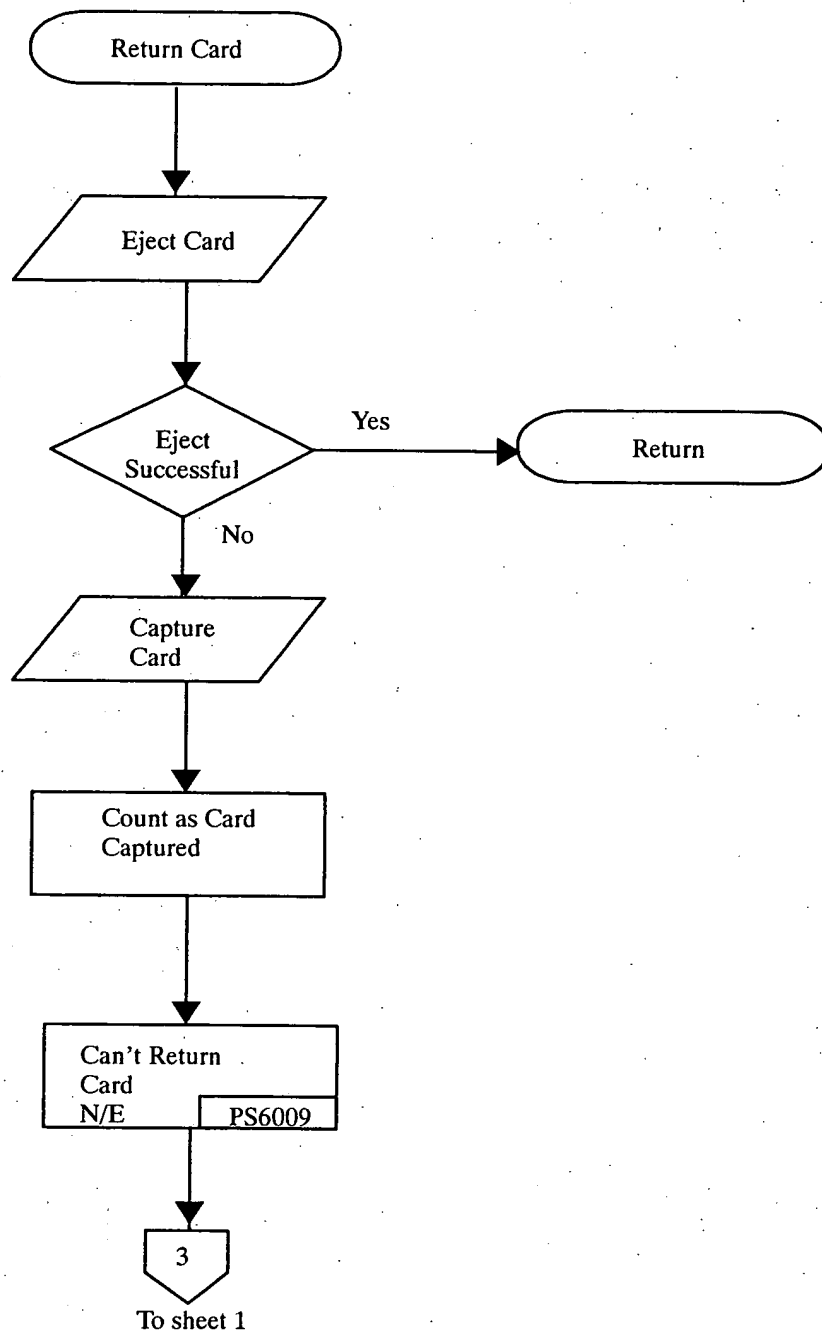 Return Card
Eject Card
Eject
Successful
Yes
Return
No
Capture
Card
Count as Card
Captured
Can't Return
Card
N/E
PS6009
3
To sheet 1